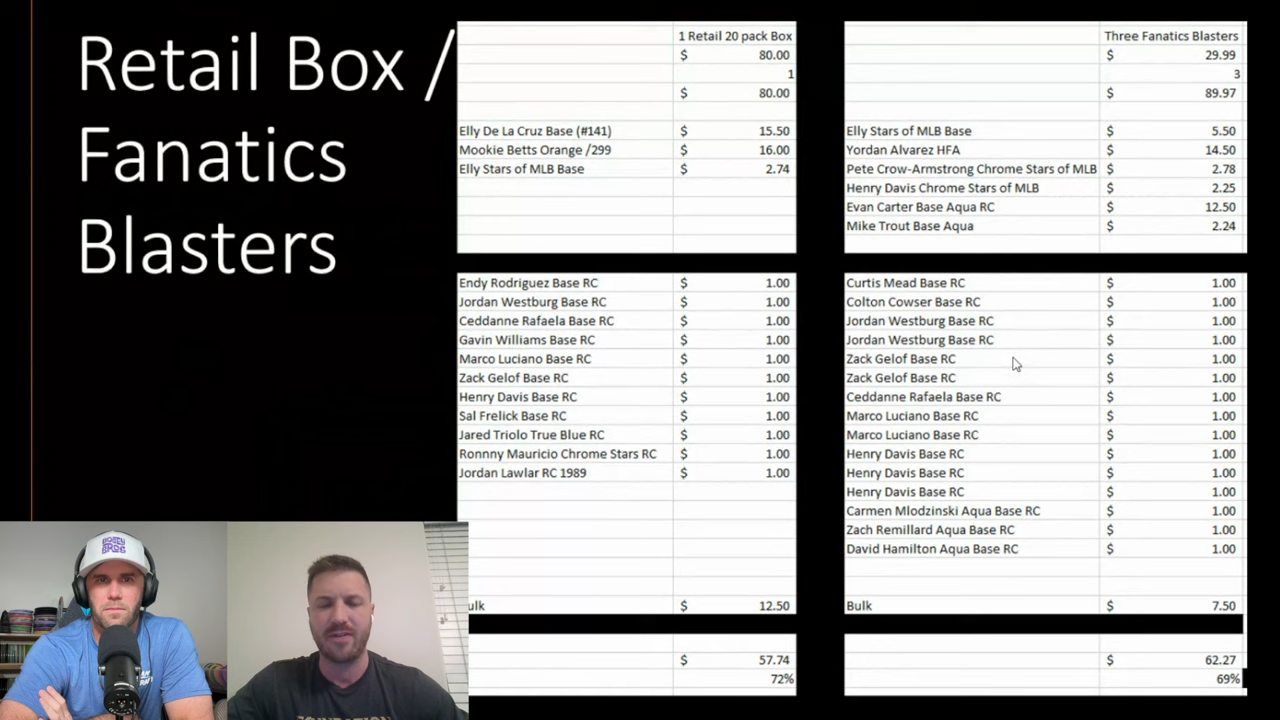 Retail Box /
Fanatics
Blasters
1 Retail 20 pack Box
$ 80.00
1
$ 80.00
Elly De La Cruz Base (#141) $ 15.50
Mookie Betts Orange /299 $ 16.00
Elly Stars of MLB Base $ 2.74
Endy Rodriguez Base RC $ 1.00
Jordan Westburg Base RC $ 1.00
Ceddanne Rafaela Base RC $ 1.00
Gavin Williams Base RC $ 1.00
Marco Luciano Base RC $ 1.00
Zack Gelof Base RC $ 1.00
Henry Davis Base RC $ 1.00
Sal Frelick Base RC $ 1.00
Jared Triolo True Blue RC $ 1.00
Ronnny Mauricio Chrome Stars RC $ 1.00
Jordan Lawlar RC 1989 $ 1.00
ulk $ 12.50
$ 57.74
72%
Three Fanatics Blasters
$ 29.99
3
$ 89.97
Elly Stars of MLB Base $ 5.50
Yordan Alvarez HFA $ 14.50
Pete Crow-Armstrong Chrome Stars of MLB $ 2.78
Henry Davis Chrome Stars of MLB $ 2.25
Evan Carter Base Aqua RC $ 12.50
Mike Trout Base Aqua $ 2.24
Curtis Mead Base RC $ 1.00
Colton Cowser Base RC $ 1.00
Jordan Westburg Base RC $ 1.00
Jordan Westburg Base RC $ 1.00
Zack Gelof Base RC $ 1.00
Zack Gelof Base RC $ 1.00
Ceddanne Rafaela Base RC $ 1.00
Marco Luciano Base RC $ 1.00
Marco Luciano Base RC $ 1.00
Henry Davis Base RC $ 1.00
Henry Davis Base RC $ 1.00
Henry Davis Base RC $ 1.00
Carmen Mlodzinski Aqua Base RC $ 1.00
Zach Remillard Aqua Base RC $ 1.00
David Hamilton Aqua Base RC $ 1.00
Bulk $ 7.50
$ 62.27
69%